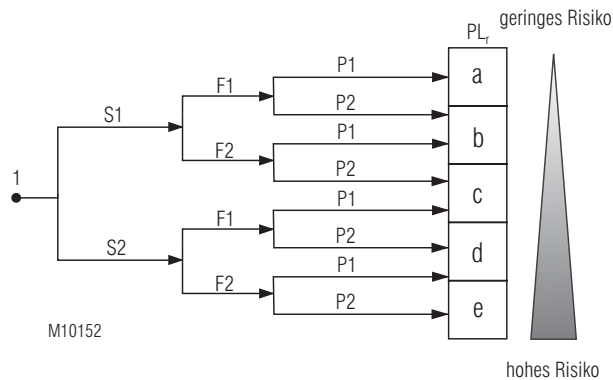 geringes Risiko
PLr
P1
a
F1
P2
S1
P1
b
F2
P2
1
c
P1
F1
P2
d
S2
P1
F2
P2
e
M10152
hohes Risiko